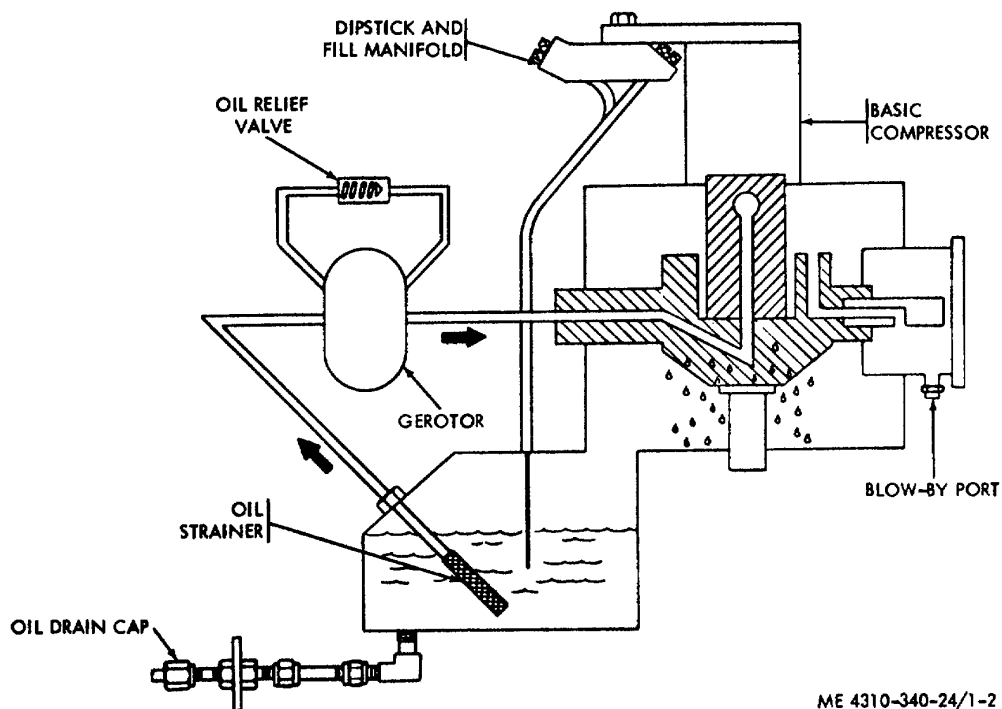 DIPSTICK AND
FILL MANIFOLD
OIL RELIEF
VALVE
BASIC
COMPRESSOR
GEROTOR
BLOW-BY PORT
OIL
STRAINER
OIL DRAIN CAP
ME 4310-340-24/1-2